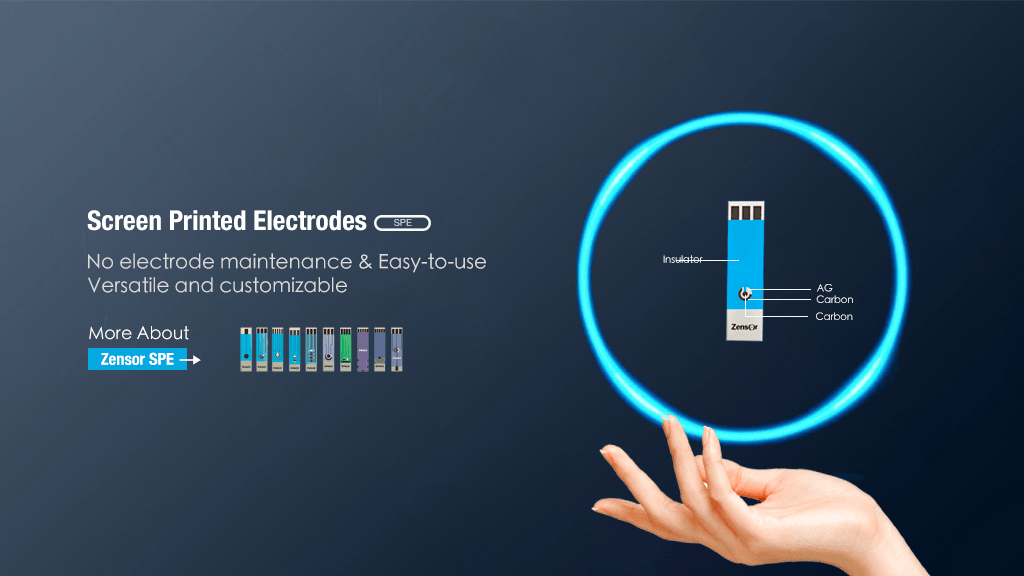 Screen Printed Electrodes SPE
No electrode maintenance & Easy-to-use
Versatile and customizable
More About
Zensor SPE
Insulator
AG
Carbon
Carbon
Zensor